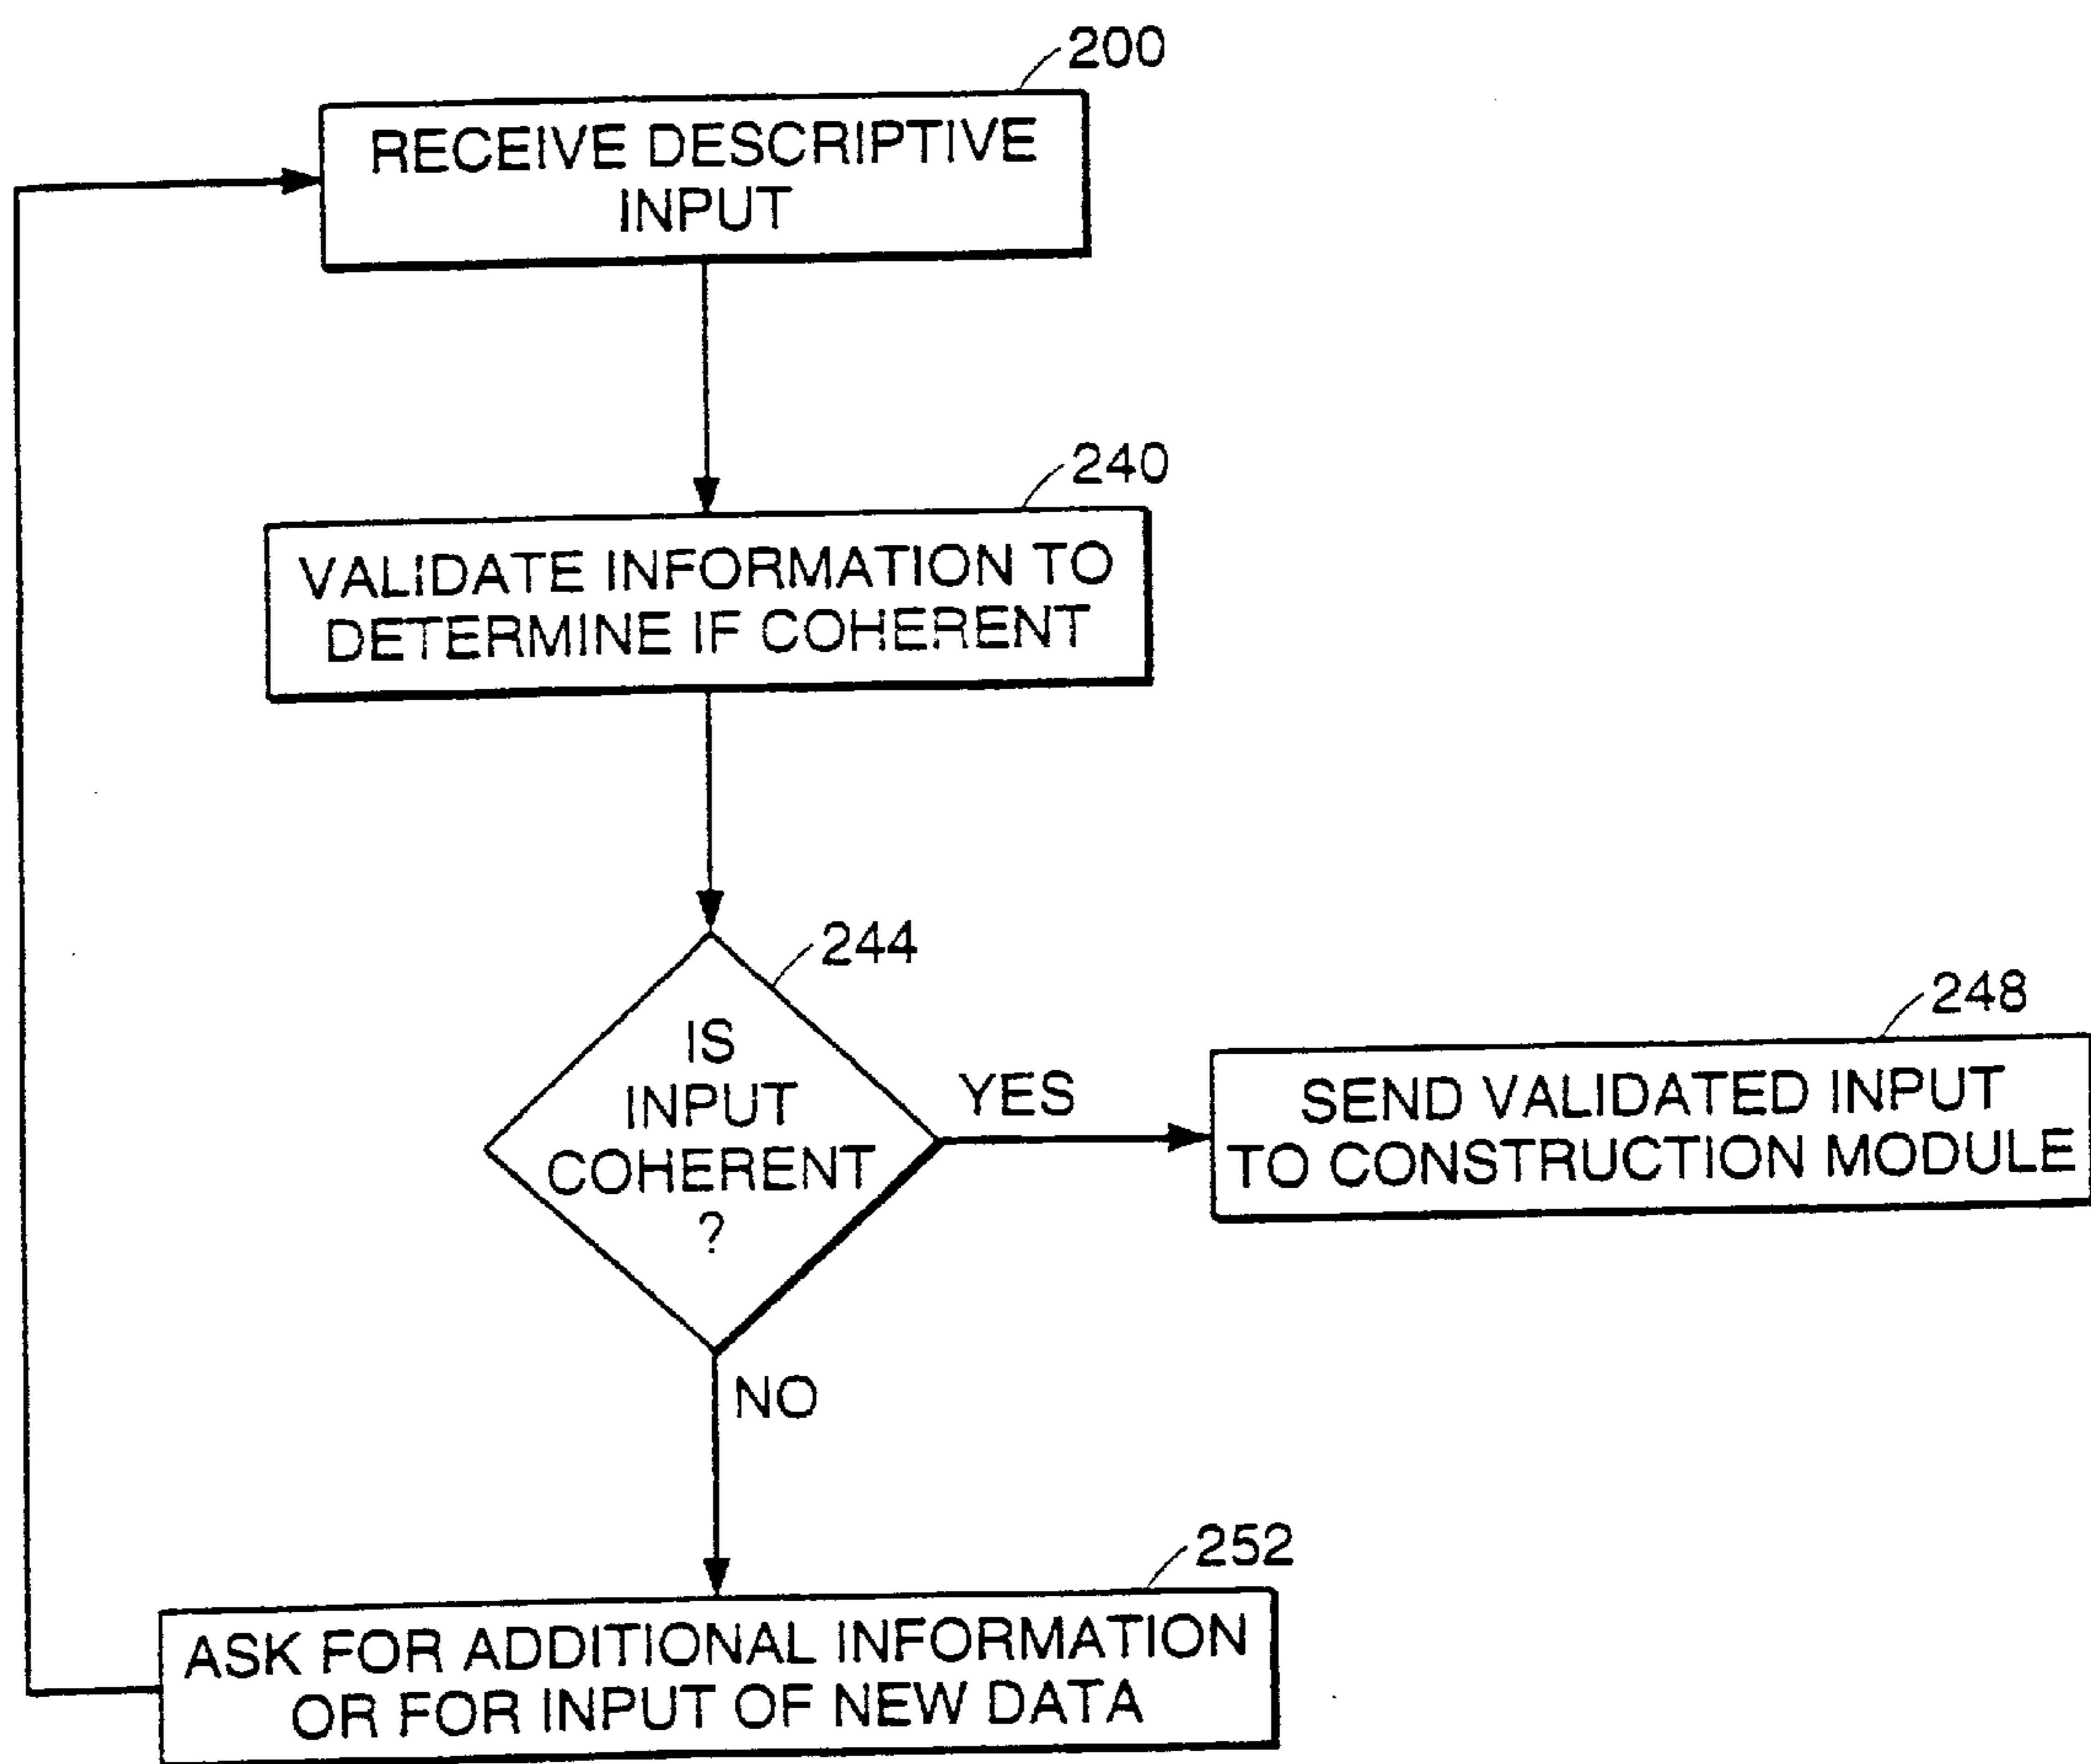 200
RECEIVE DESCRIPTIVE
INPUT
240
VALIDATE INFORMATION TO
DETERMINE IF COHERENT
244
IS
INPUT
COHERENT
?
YES
248
SEND VALIDATED INPUT
TO CONSTRUCTION MODULE
NO
252
ASK FOR ADDITIONAL INFORMATION
OR FOR INPUT OF NEW DATA